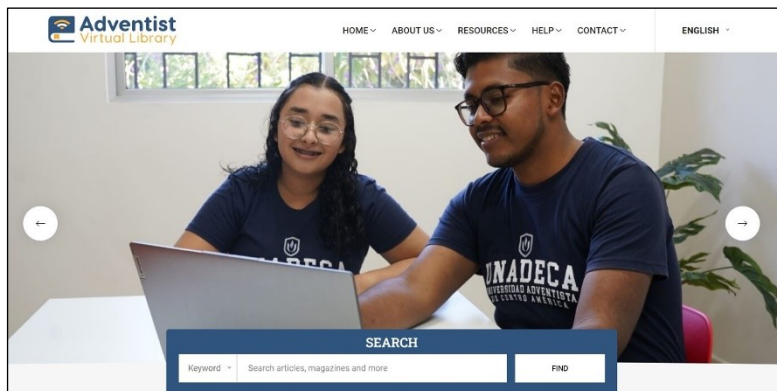 Adventist
Virtual Library
HOME ABOUT US RESOURCES HELP CONTACT ENGLISH
UNADECA
UNADECA
UNIVERSIDAD ADVENTISTA
DE CENTRO AMÉRICA
SEARCH
Keyword Search articles, magazines and more FIND